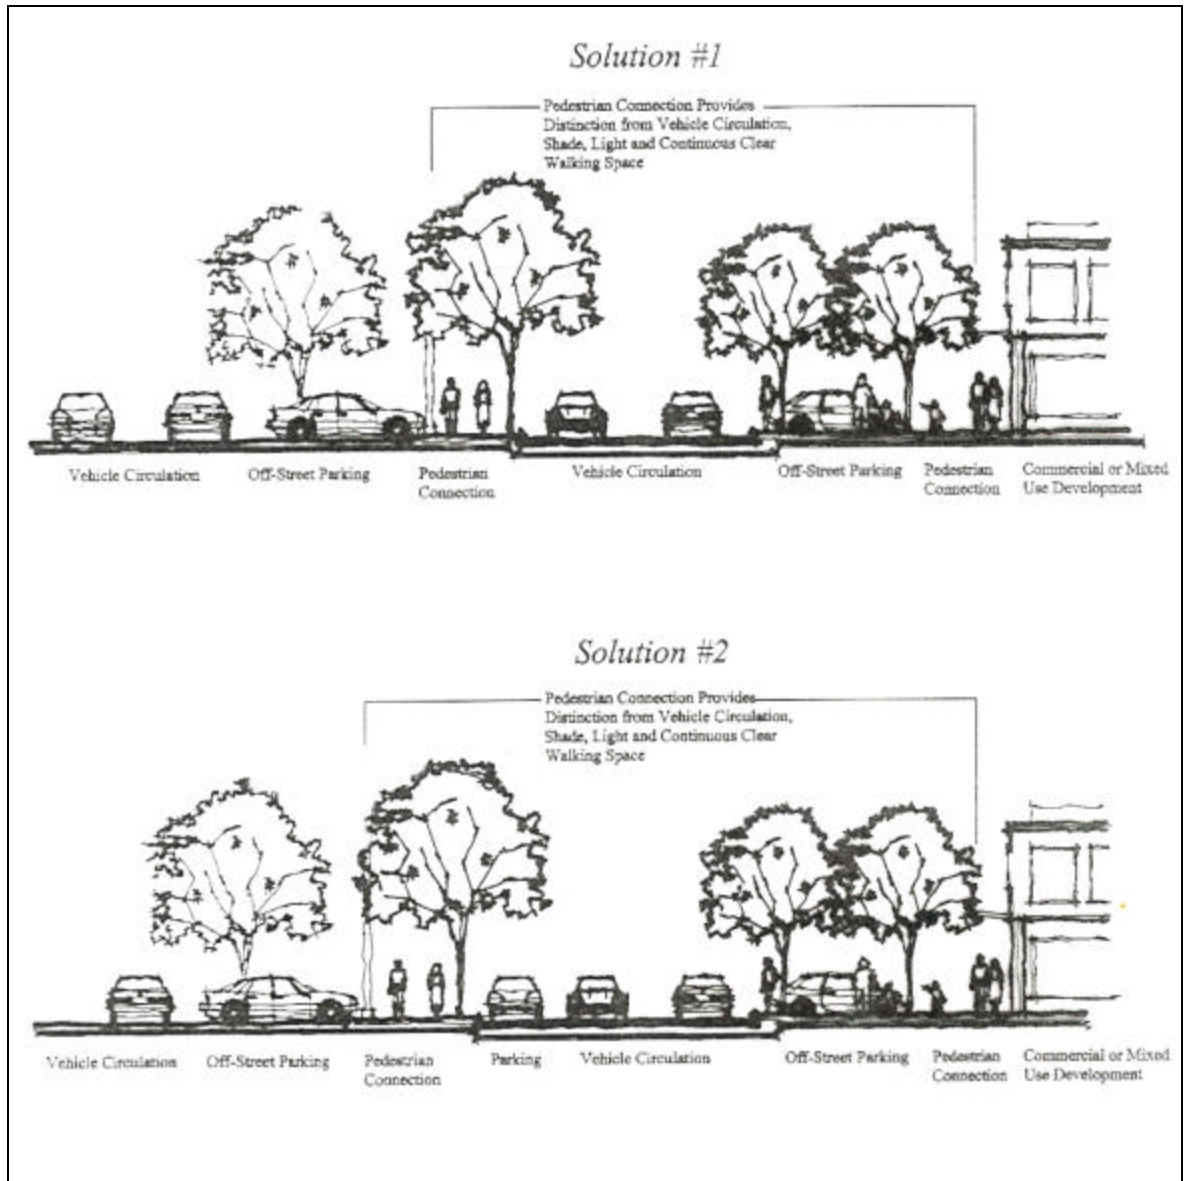 Solution #1
Pedestrian Connection Provides
Distinction from Vehicle Circulation,
Shade, Light and Continuous Clear
Walking Space
Vehicle Circulation
Off-Street Parking
Pedestrian
Connection
Vehicle Circulation
Off-Street Parking
Pedestrian
Connection
Commercial or Mixed
Use Development
Solution #2
Pedestrian Connection Provides
Distinction from Vehicle Circulation,
Shade, Light and Continuous Clear
Walking Space
Vehicle Circulation
Off-Street Parking
Pedestrian
Connection
Parking
Vehicle Circulation
Off-Street Parking
Pedestrian
Connection
Commercial or Mixed
Use Development